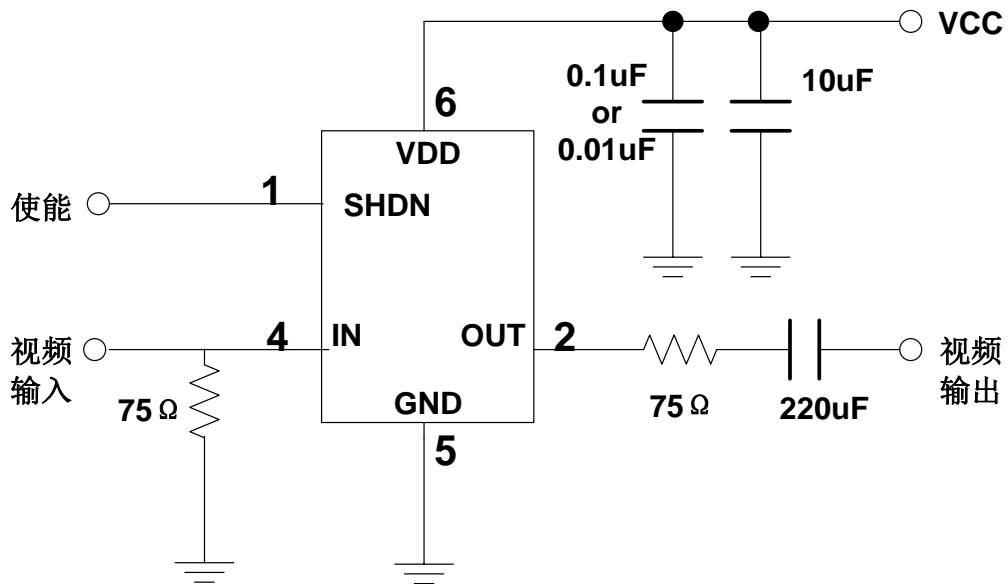 VCC
0.1uF
or
0.01uF
10uF
6
VDD
使能
1
SHDN
视频
输入
4
IN
OUT
2
视频
输出
75Ω
GND
5
75Ω
220uF